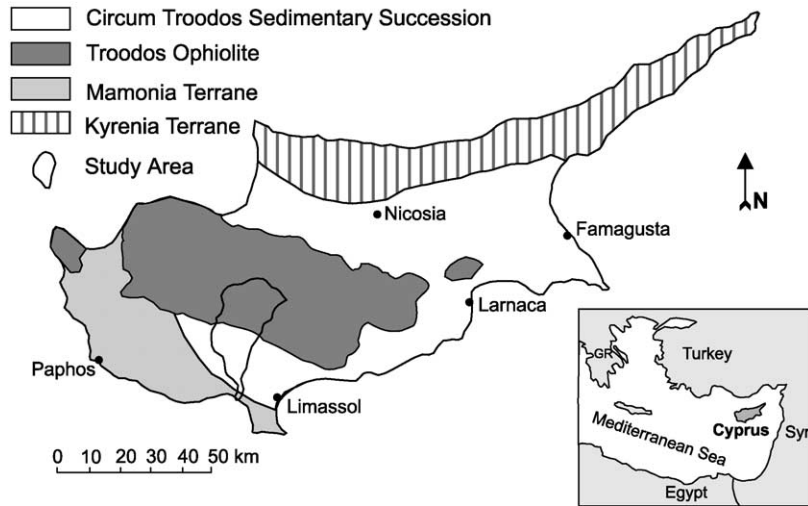 Circum Troodos Sedimentary Succession
Troodos Ophiolite
Mamonia Terrane
Kyrenia Terrane
Study Area
N
Nicosia
Famagusta
Larnaca
Paphos
Limassol
0 10 20 30 40 50 km
GR
Turkey
Cyprus
Syr
Mediterranean Sea
Egypt